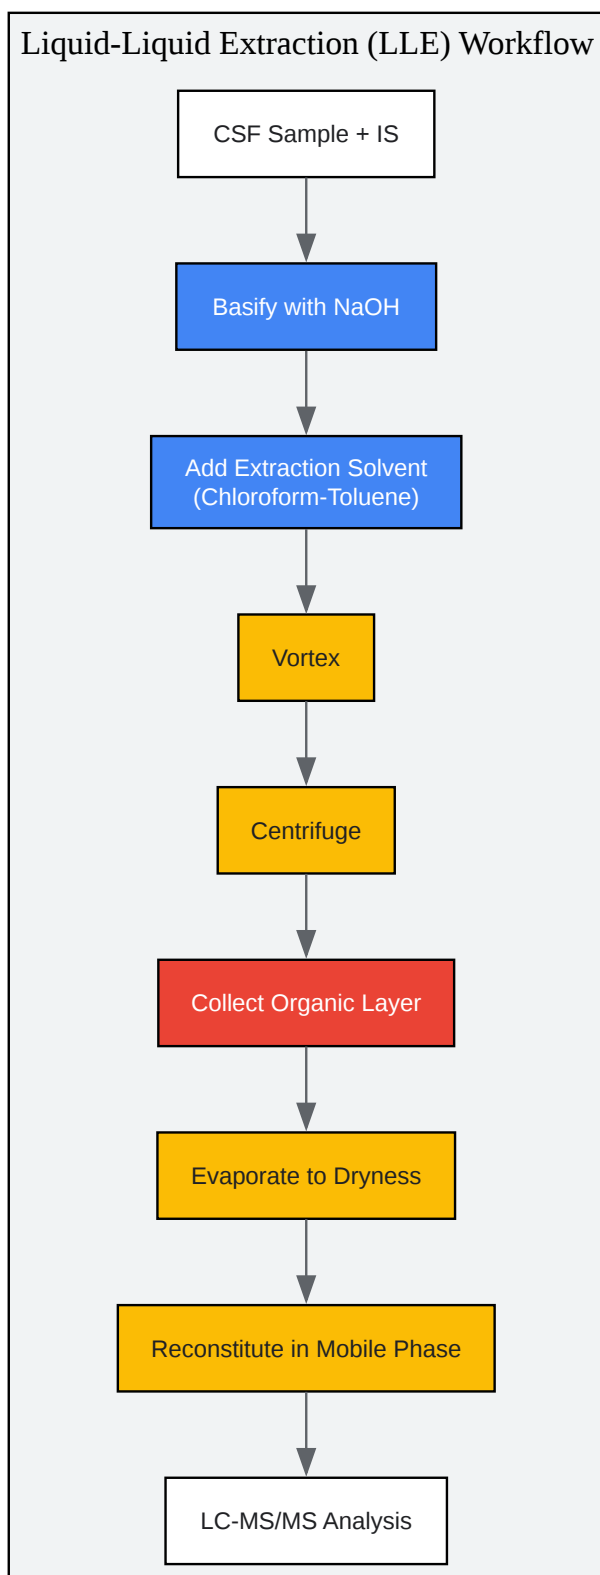 Liquid-Liquid Extraction (LLE) Workflow
CSF Sample + IS
Basify with NaOH
Add Extraction Solvent
(Chloroform-Toluene)
Vortex
Centrifuge
Collect Organic Layer
Evaporate to Dryness
Reconstitute in Mobile Phase
LC-MS/MS Analysis